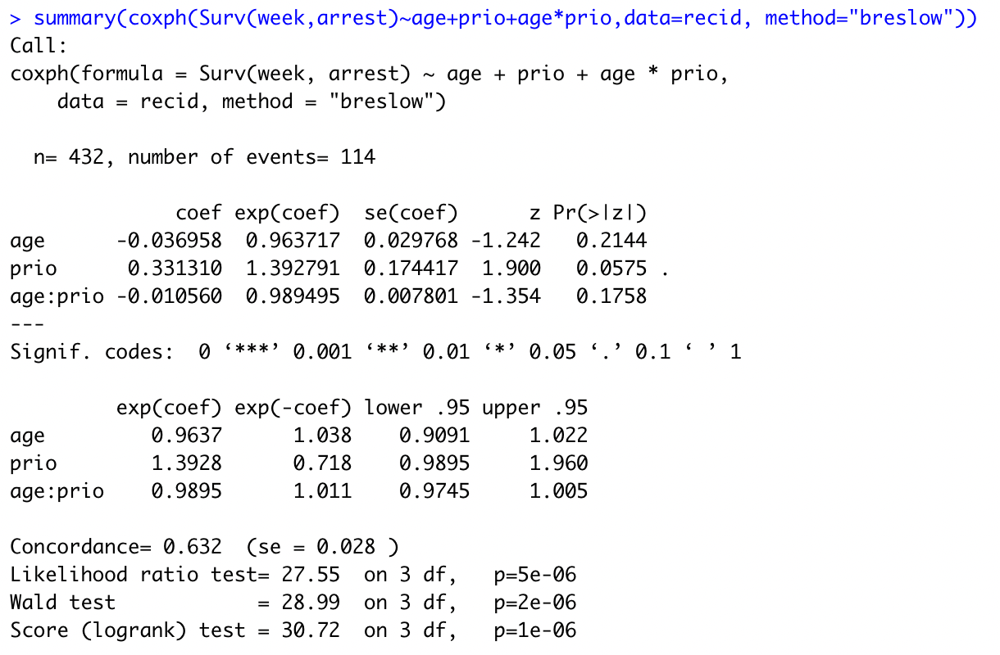 > summary(coxph(Surv(week,arrest)~age+prio+age*prio,data=recid, method="breslow"))
Call:
coxph(formula = Surv(week, arrest) ~ age + prio + age * prio,
    data = recid, method = "breslow")
  n= 432, number of events= 114
              coef exp(coef)  se(coef)      z Pr(>|z|)
age      -0.036958  0.963717  0.029768 -1.242   0.2144
prio      0.331310  1.392791  0.174417  1.900   0.0575 .
age:prio -0.010560  0.989495  0.007801 -1.354   0.1758
---
Signif. codes:  0 ‘***’ 0.001 ‘**’ 0.01 ‘*’ 0.05 ‘.’ 0.1 ‘ ’ 1
         exp(coef) exp(-coef) lower .95 upper .95
age         0.9637      1.038    0.9091     1.022
prio        1.3928      0.718    0.9895     1.960
age:prio    0.9895      1.011    0.9745     1.005
Concordance= 0.632  (se = 0.028 )
Likelihood ratio test= 27.55  on 3 df,   p=5e-06
Wald test            = 28.99  on 3 df,   p=2e-06
Score (logrank) test = 30.72  on 3 df,   p=1e-06